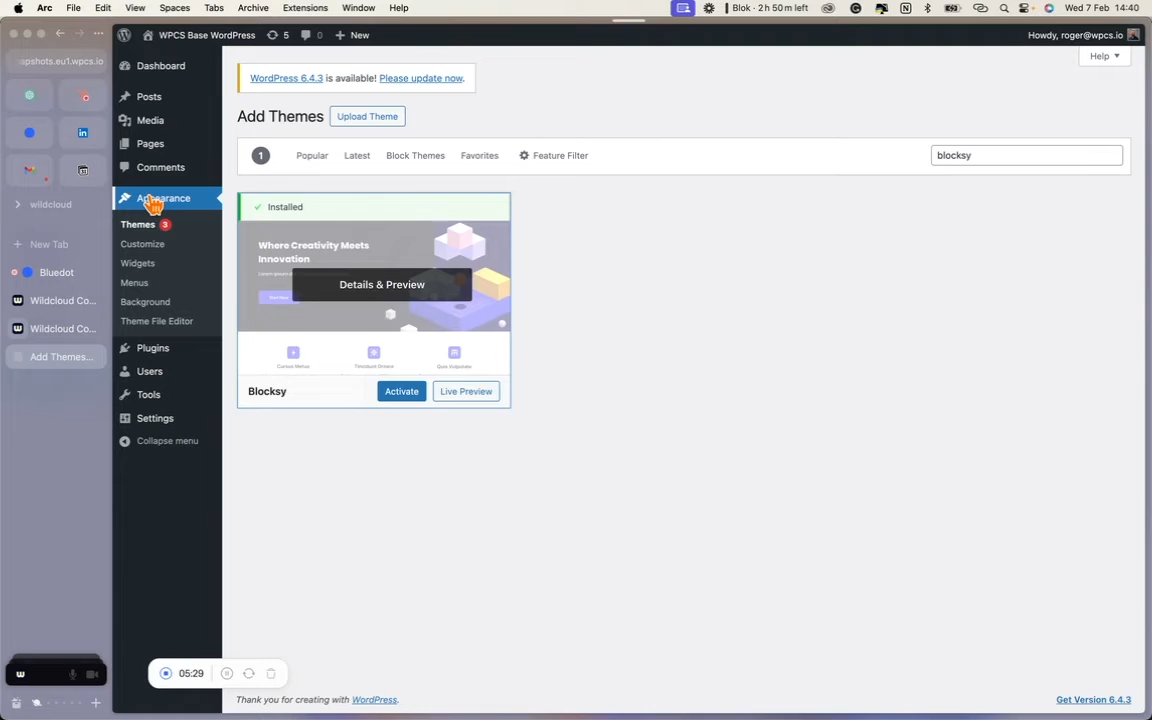 Arc File Edit View Spaces Tabs Archive Extensions Window Help
Blok · 2h 50m left
Wed 7 Feb 14:40
WPCS Base WordPress 5 0 New
Howdy, roger@wpcs.io
apshots.eu1.wpcs.io
wildcloud
New Tab
Bluedot
Wildcloud Co...
Wildcloud Co...
Add Themes...
Dashboard
Posts
Media
Pages
Comments
Appearance
Themes 3
Customize
Widgets
Menus
Background
Theme File Editor
Plugins
Users
Tools
Settings
Collapse menu
Help
WordPress 6.4.3 is available! Please update now.
Add Themes
Upload Theme
1 Popular Latest Block Themes Favorites Feature Filter
blocksy
Installed
Where Creativity Meets
Innovation
Details & Preview
Blocksy
Activate
Live Preview
05:29
Thank you for creating with WordPress.
Get Version 6.4.3